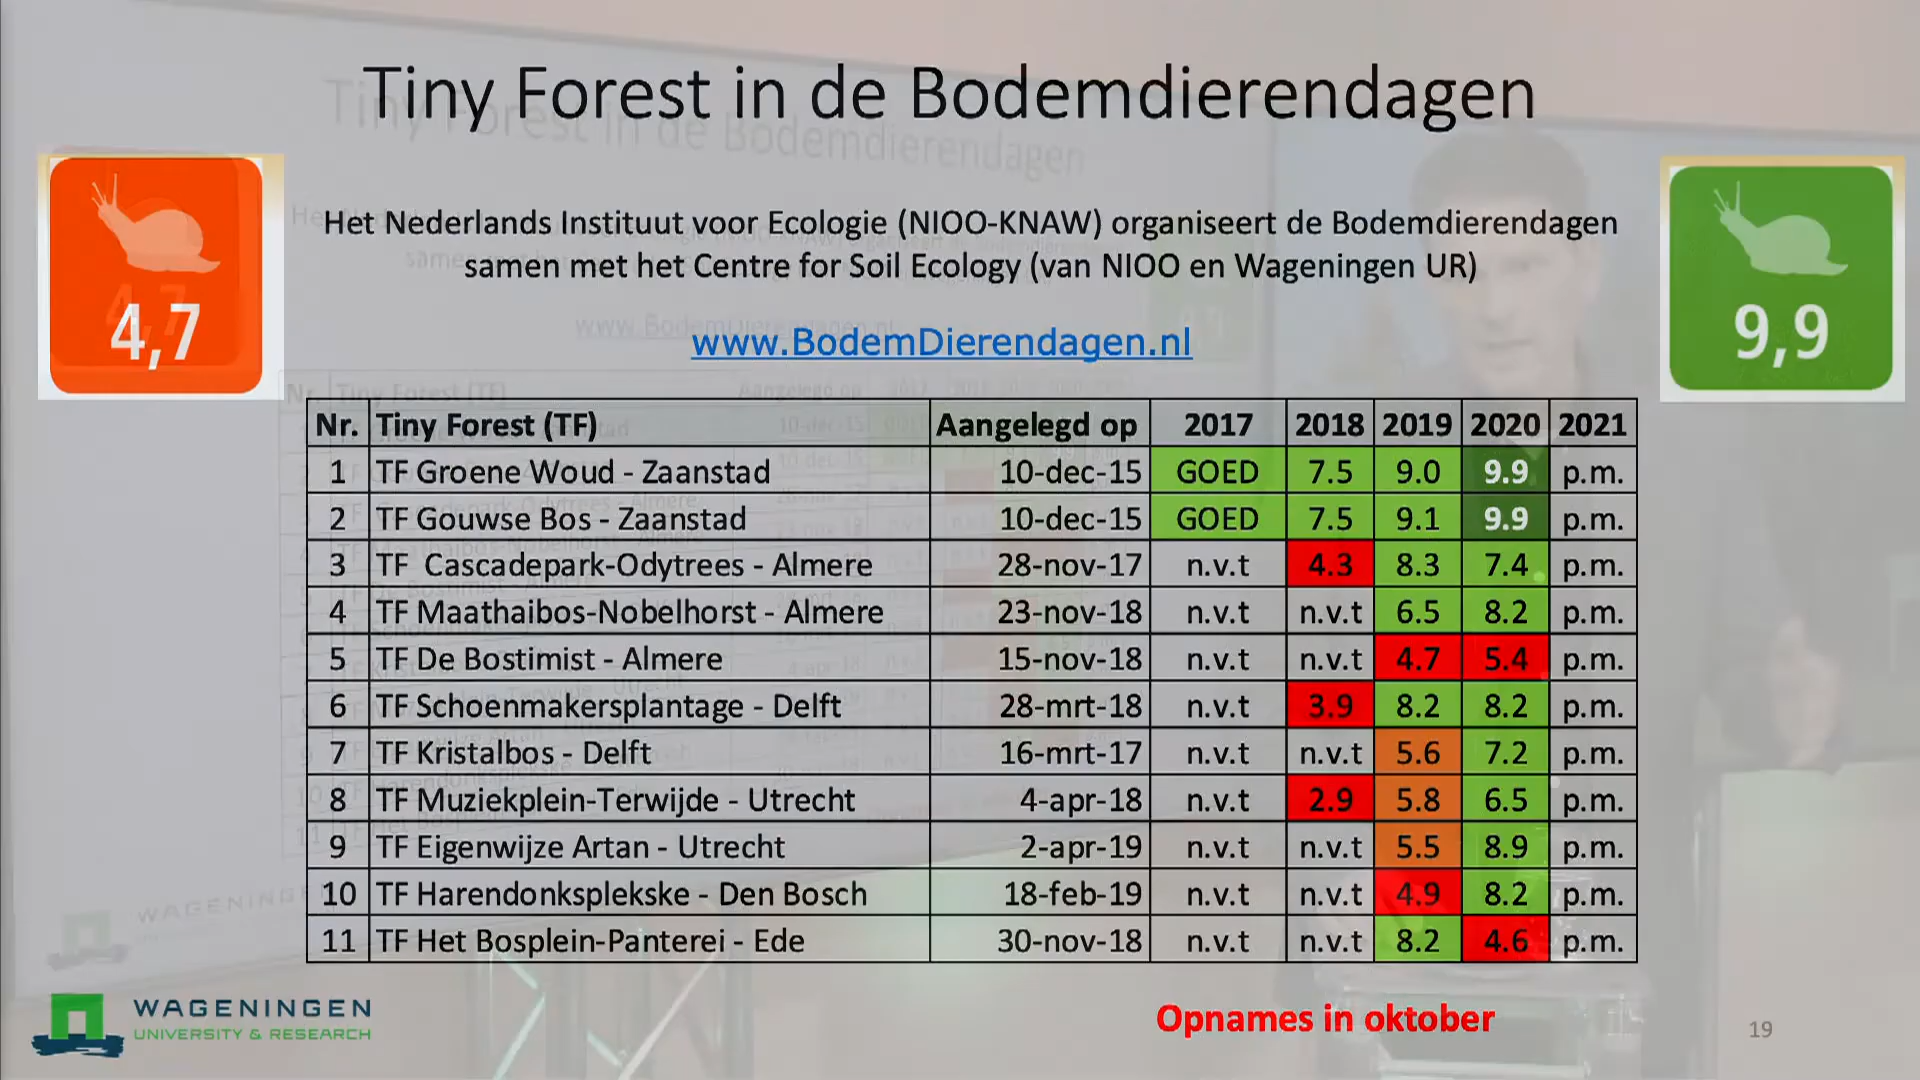 Tiny Forest in de Bodemdierendagen
4,7
Het Nederlands Instituut voor Ecologie (NIOO-KNAW) organiseert de Bodemdierendagen
samen met het Centre for Soil Ecology (van NIOO en Wageningen UR)
9,9
www.BodemDierendagen.nl
Nr. Tiny Forest (TF) Aangelegd op 2017 2018 2019 2020 2021
1 TF Groene Woud - Zaanstad 10-dec-15 GOED 7.5 9.0 9.9 p.m.
2 TF Gouwse Bos - Zaanstad 10-dec-15 GOED 7.5 9.1 9.9 p.m.
3 TF Cascadepark-Odytrees - Almere 28-nov-17 n.v.t 4.3 8.3 7.4 p.m.
4 TF Maathaibos-Nobelhorst - Almere 23-nov-18 n.v.t n.v.t 6.5 8.2 p.m.
5 TF De Bostimist - Almere 15-nov-18 n.v.t n.v.t 4.7 5.4 p.m.
6 TF Schoenmakersplantage - Delft 28-mrt-18 n.v.t 3.9 8.2 8.2 p.m.
7 TF Kristalbos - Delft 16-mrt-17 n.v.t n.v.t 5.6 7.2 p.m.
8 TF Muziekplein-Terwijde - Utrecht 4-apr-18 n.v.t 2.9 5.8 6.5 p.m.
9 TF Eigenwijze Artan - Utrecht 2-apr-19 n.v.t n.v.t 5.5 8.9 p.m.
10 TF Harendonksplekske - Den Bosch 18-feb-19 n.v.t n.v.t 4.9 8.2 p.m.
11 TF Het Bosplein-Panterei - Ede 30-nov-18 n.v.t n.v.t 8.2 4.6 p.m.
WAGENINGEN
UNIVERSITY & RESEARCH
Opnames in oktober
19